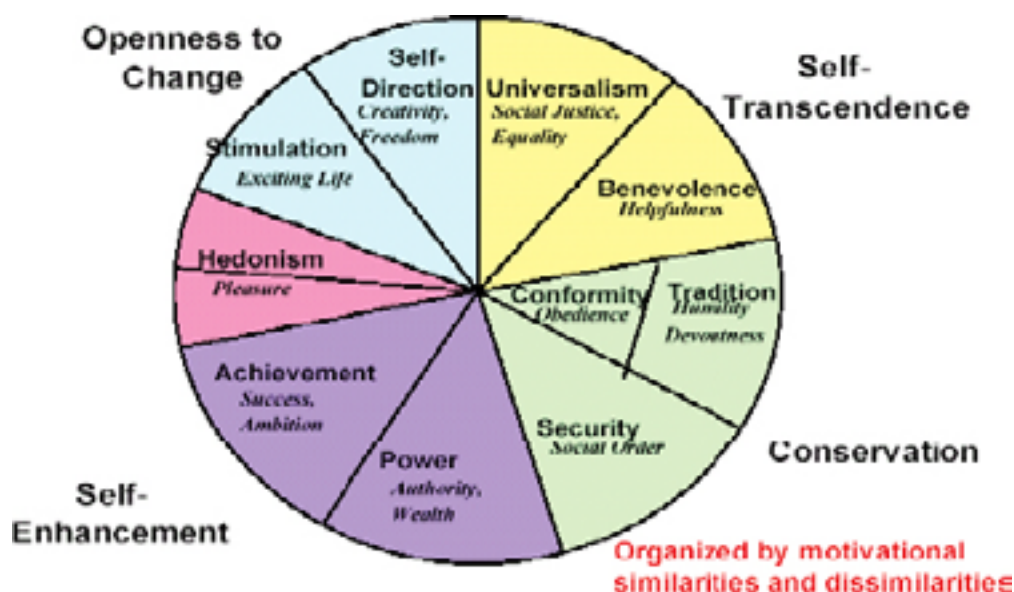 Openness to
Change
Self-
Direction
Creativity,
Freedom
Universalism
Social Justice,
Equality
Self-
Transcendence
Stimulation
Exciting Life
Benevolence
Helpfulness
Hedonism
Pleasure
Conformity
Obedience
Tradition
Humility
Devoutness
Achievement
Success,
Ambition
Security
Social Order
Power
Authority,
Wealth
Conservation
Self-
Enhancement
Organized by motivational
similarities and dissimilarities